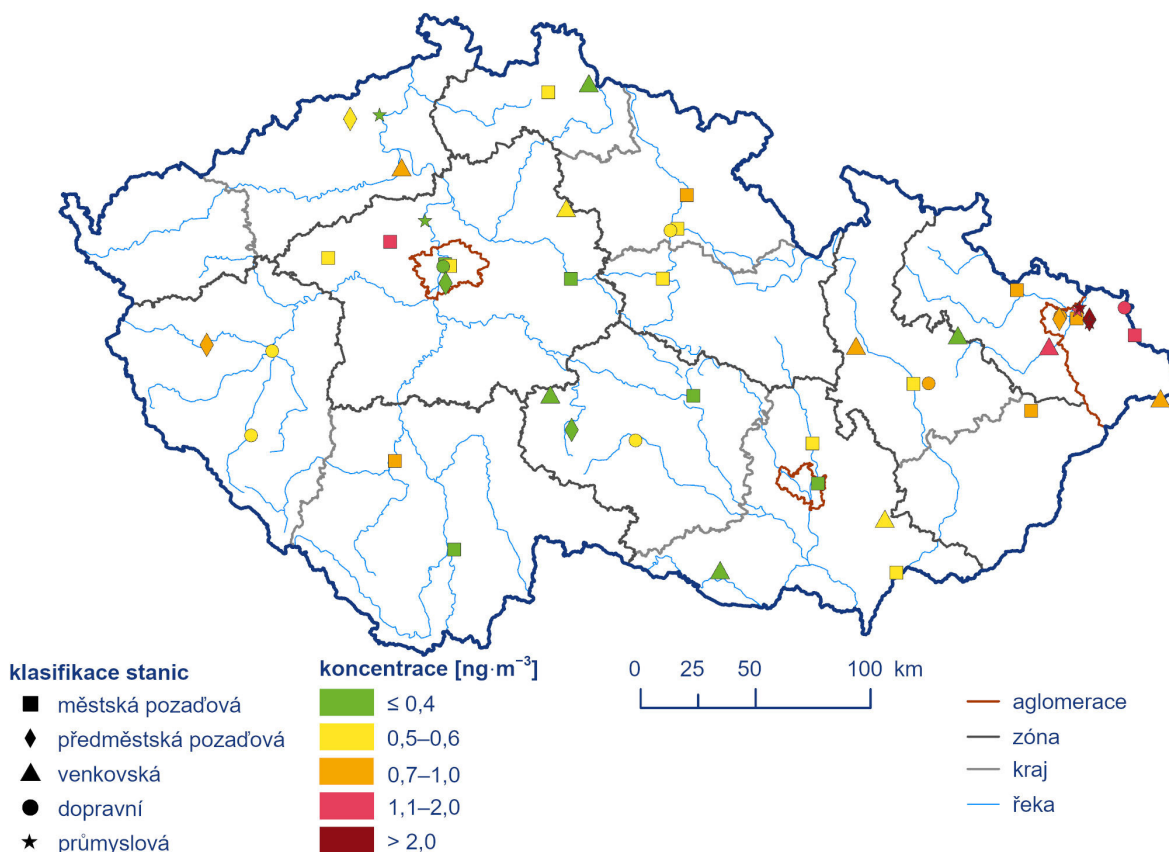 klasifikace stanic
městská pozaďová
předměstská pozaďová
venkovská
dopravní
průmyslová
koncentrace [ng·m⁻³]
≤ 0,4
0,5–0,6
0,7–1,0
1,1–2,0
> 2,0
0 25 50 100 km
aglomerace
zóna
kraj
řeka